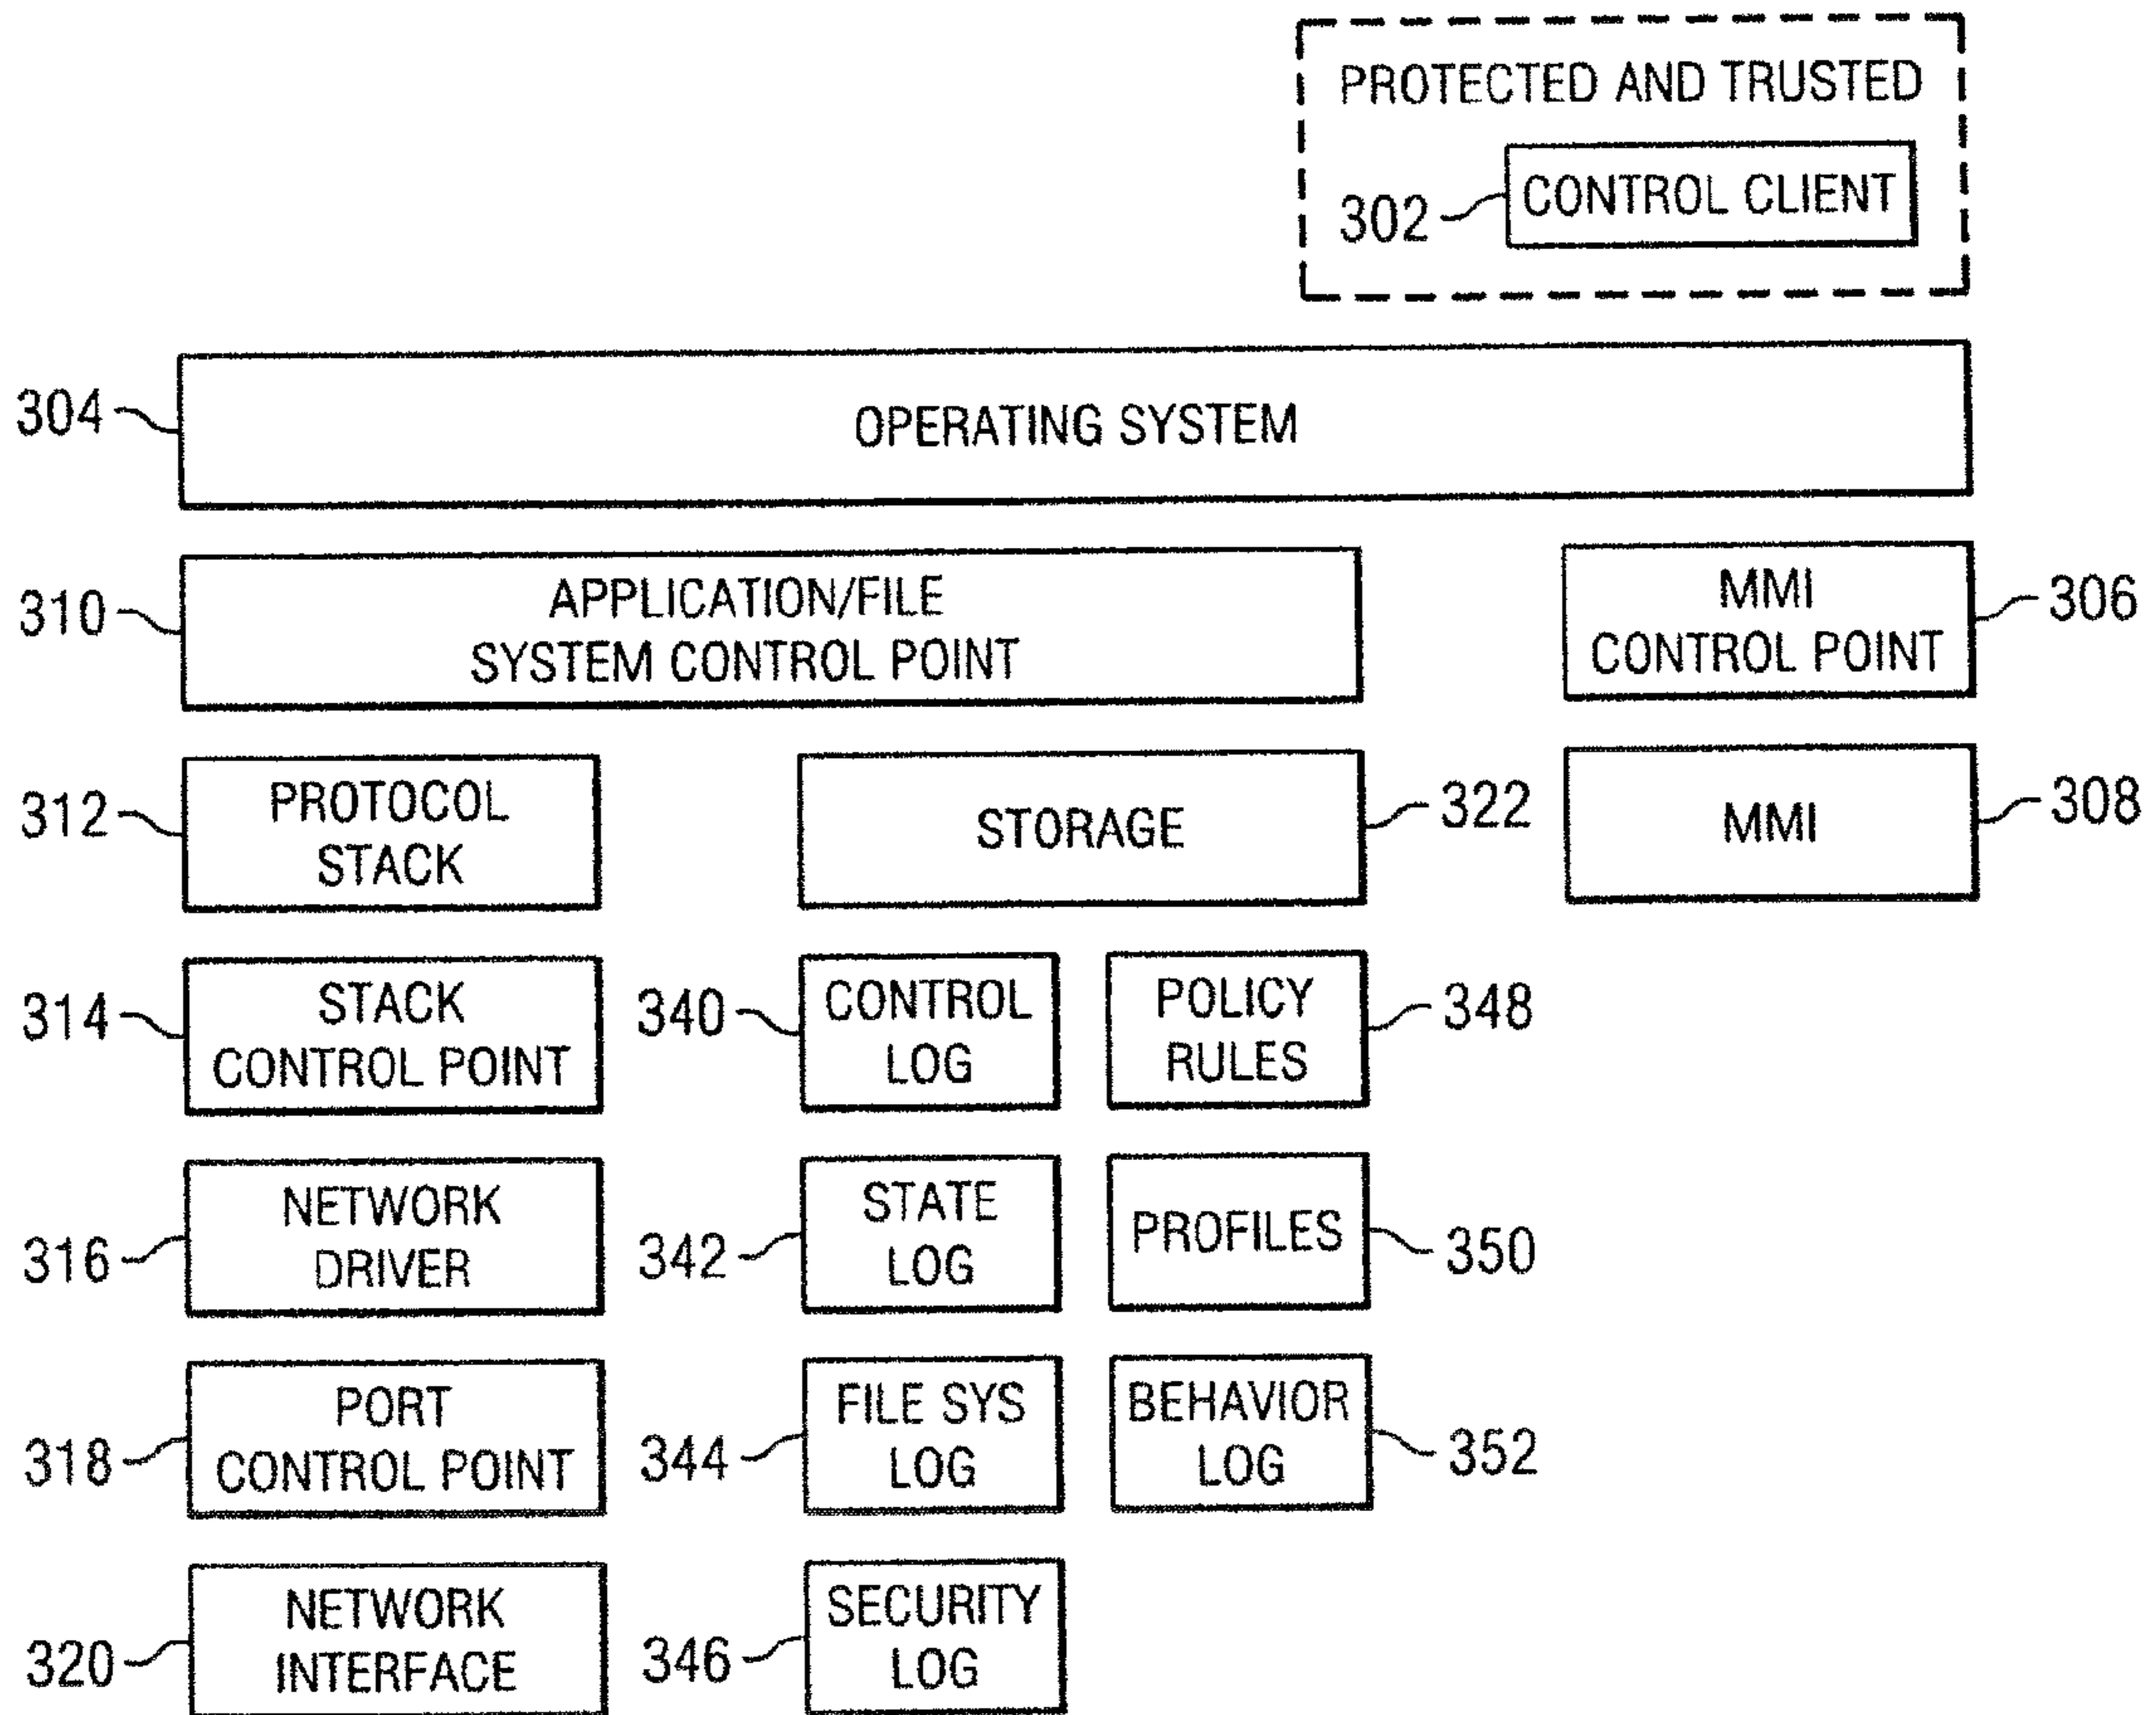 PROTECTED AND TRUSTED
302
CONTROL CLIENT
304
OPERATING SYSTEM
310
APPLICATION/FILE
SYSTEM CONTROL POINT
MMI
CONTROL POINT
306
312
PROTOCOL
STACK
STORAGE
322
MMI
308
314
STACK
CONTROL POINT
340
CONTROL
LOG
POLICY
RULES
348
316
NETWORK
DRIVER
342
STATE
LOG
PROFILES
350
318
PORT
CONTROL POINT
344
FILE SYS
LOG
BEHAVIOR
LOG
352
320
NETWORK
INTERFACE
346
SECURITY
LOG